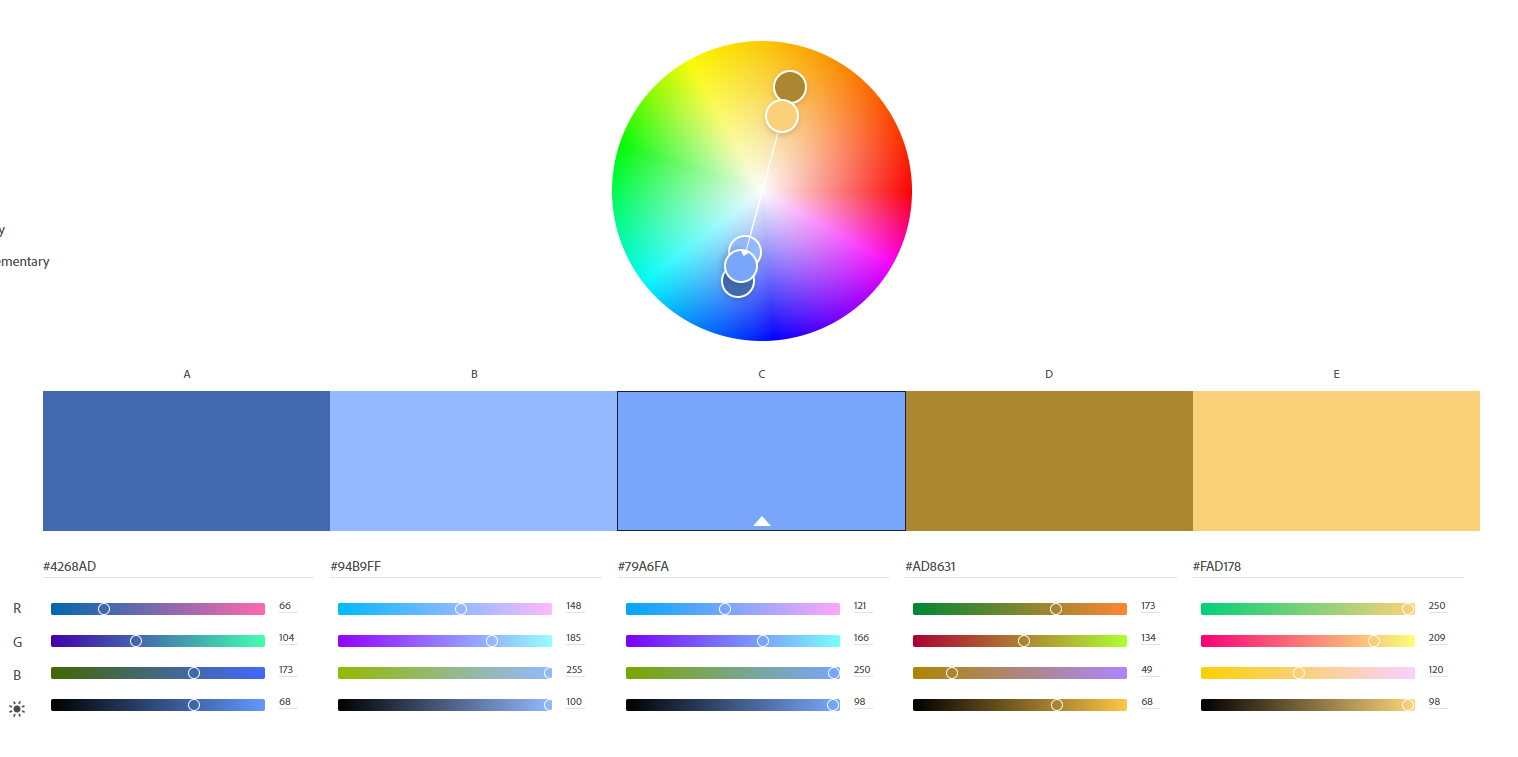 y
ementary
A B C D E
#4268AD #94B9FF #79A6FA #AD8631 #FAD178
R 66 148 121 173 250
G 104 185 166 134 209
B 173 255 250 49 120
68 100 98 68 98